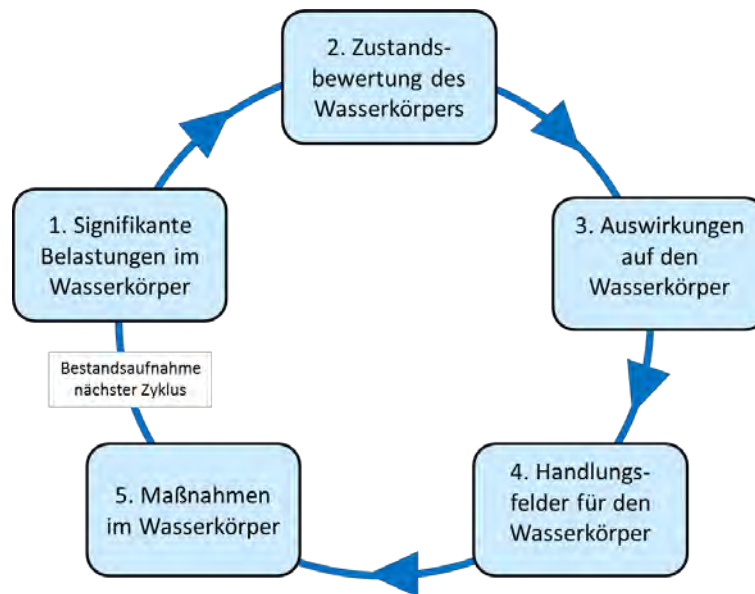 2. Zustands-
bewertung des
Wasserkörpers
1. Signifikante
Belastungen im
Wasserkörper
3. Auswirkungen
auf den
Wasserkörper
Bestandsaufnahme
nächster Zyklus
5. Maßnahmen
im Wasserkörper
4. Handlungs-
felder für den
Wasserkörper